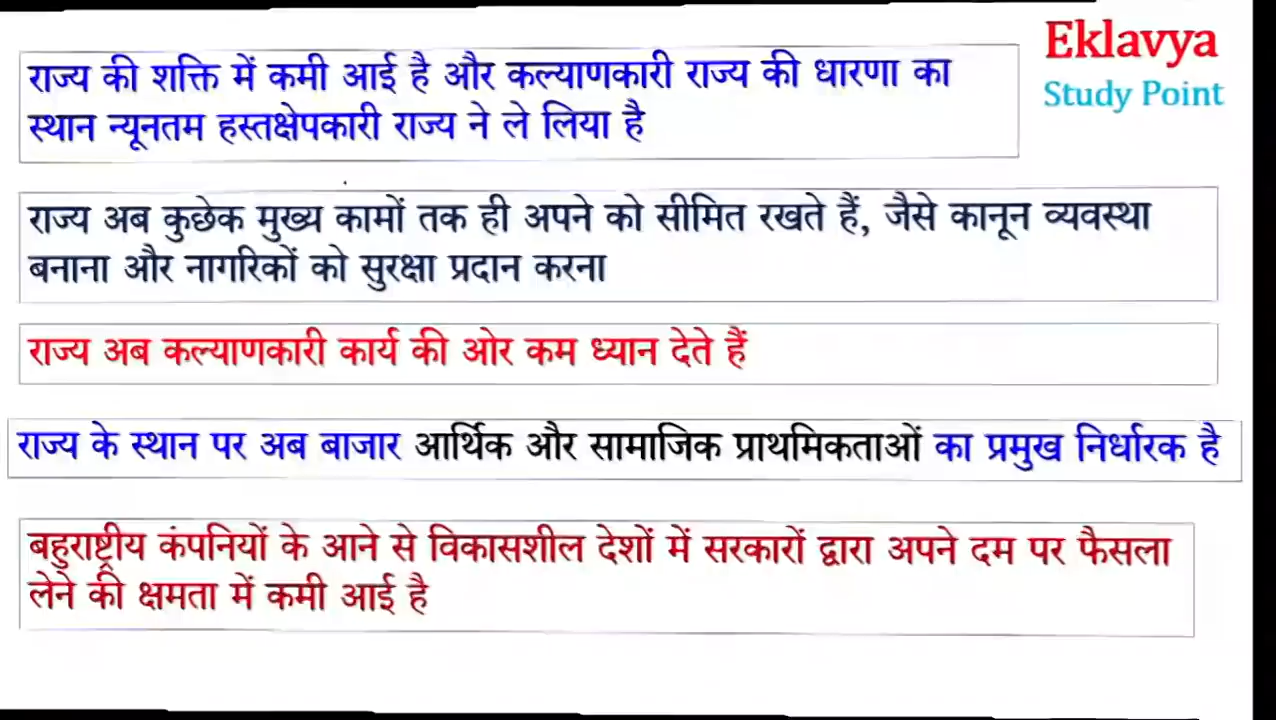 Eklavya
Study Point
राज्य की शक्ति में कमी आई है और कल्याणकारी राज्य की धारणा का
स्थान न्यूनतम हस्तक्षेपकारी राज्य ने ले लिया है
राज्य अब कुछेक मुख्य कामों तक ही अपने को सीमित रखते हैं, जैसे कानून व्यवस्था
बनाना और नागरिकों को सुरक्षा प्रदान करना
राज्य अब कल्याणकारी कार्य की ओर कम ध्यान देते हैं
राज्य के स्थान पर अब बाजार आर्थिक और सामाजिक प्राथमिकताओं का प्रमुख निर्धारक है
बहुराष्ट्रीय कंपनियों के आने से विकासशील देशों में सरकारों द्वारा अपने दम पर फैसला
लेने की क्षमता में कमी आई है